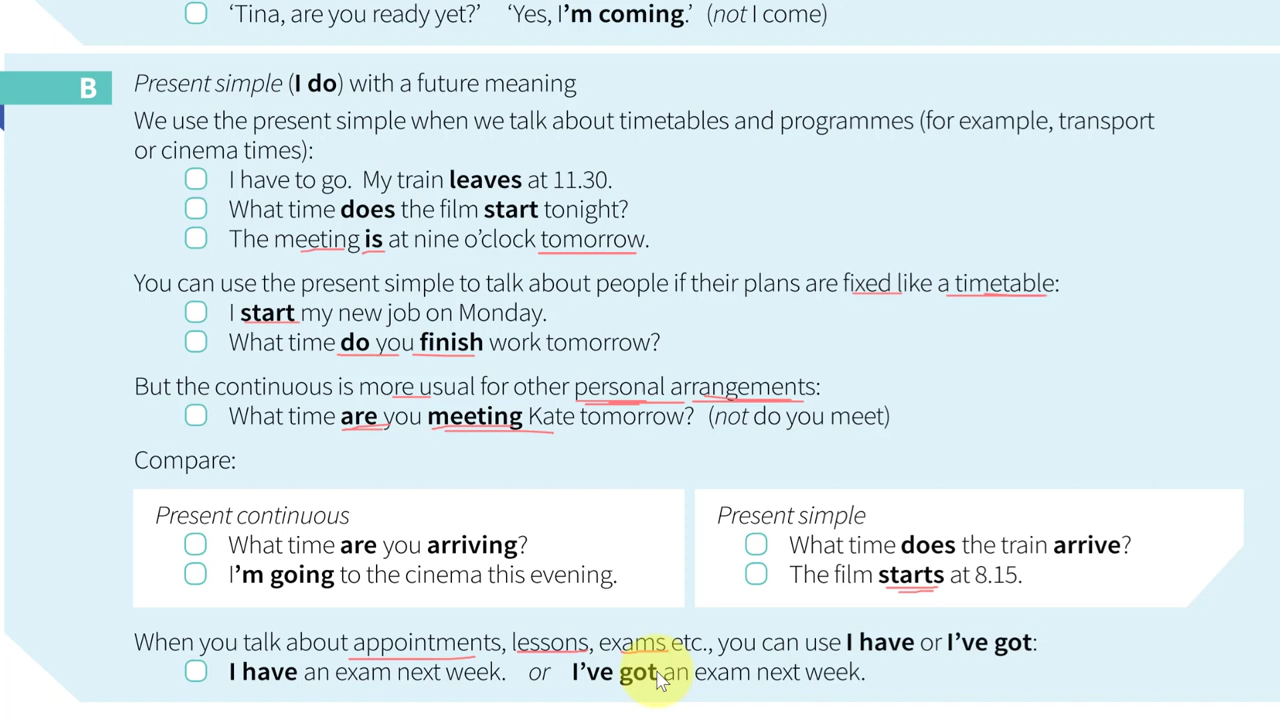 ‘Tina, are you ready yet?’ ‘Yes, I’m coming.’ (not I come)
B
Present simple (I do) with a future meaning
We use the present simple when we talk about timetables and programmes (for example, transport
or cinema times):
I have to go. My train leaves at 11.30.
What time does the film start tonight?
The meeting is at nine o’clock tomorrow.
You can use the present simple to talk about people if their plans are fixed like a timetable:
I start my new job on Monday.
What time do you finish work tomorrow?
But the continuous is more usual for other personal arrangements:
What time are you meeting Kate tomorrow? (not do you meet)
Compare:
Present continuous
What time are you arriving?
I’m going to the cinema this evening.
Present simple
What time does the train arrive?
The film starts at 8.15.
When you talk about appointments, lessons, exams etc., you can use I have or I’ve got:
I have an exam next week. or I’ve got an exam next week.